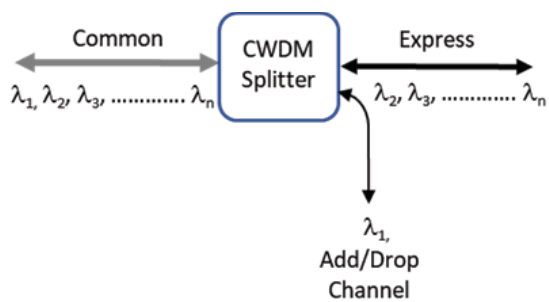 Common
CWDM
Splitter
Express
λ1, λ2, λ3, ............. λn
λ2, λ3, ............. λn
λ1,
Add/Drop
Channel